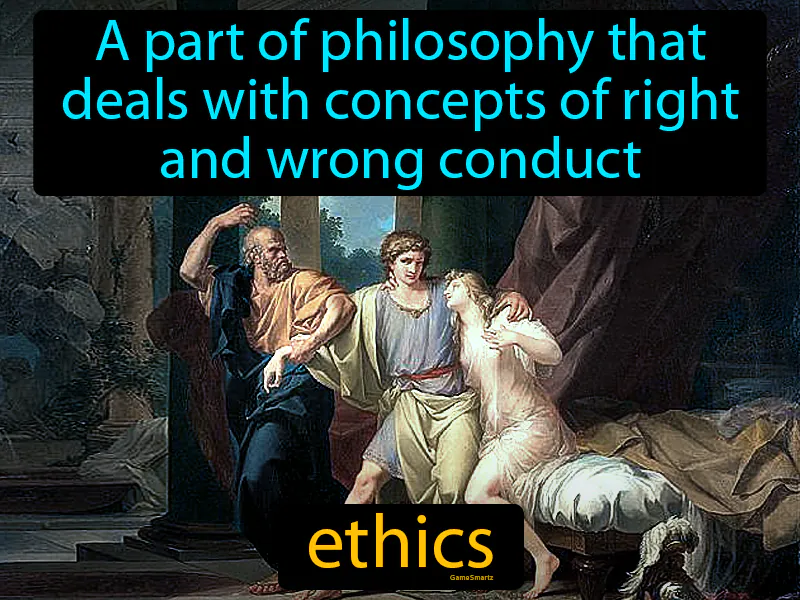 A part of philosophy that
deals with concepts of right
and wrong conduct
ethics
GameSmartz